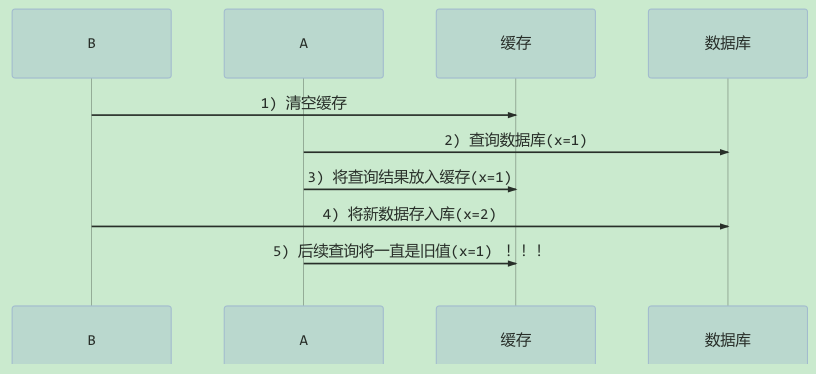 B
A
缓存
数据库
1) 清空缓存
2) 查询数据库(x=1)
3) 将查询结果放入缓存(x=1)
4) 将新数据存入库(x=2)
5) 后续查询将一直是旧值(x=1) ！！！
B
A
缓存
数据库